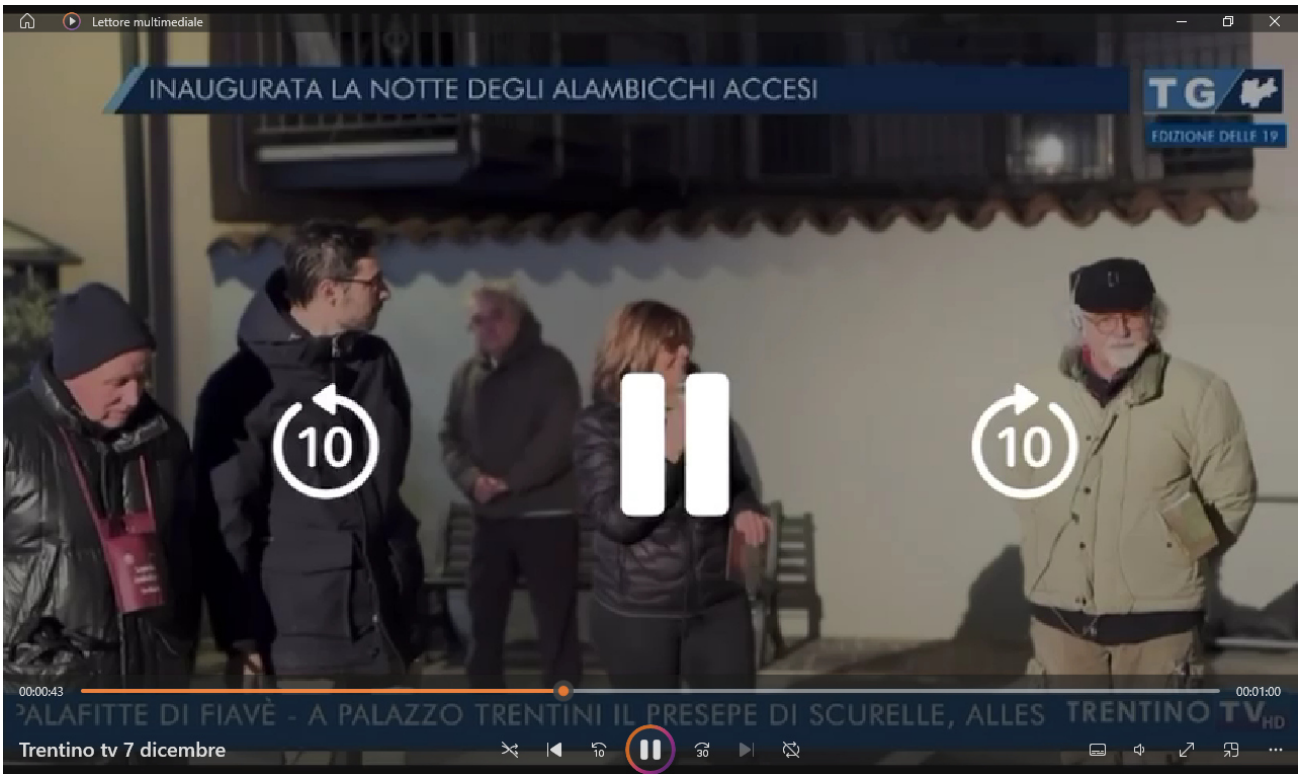 Lettore multimediale
INAUGURATA LA NOTTE DEGLI ALAMBICCHI ACCESI
TG
EDIZIONE DELLE 19
10
10
00:00:43
00:01:00
PALAFITTE DI FIAVÈ - A PALAZZO TRENTINI IL PRESEPE DI SCURELLE, ALLES
TRENTINO TV HD
Trentino tv 7 dicembre
10
30